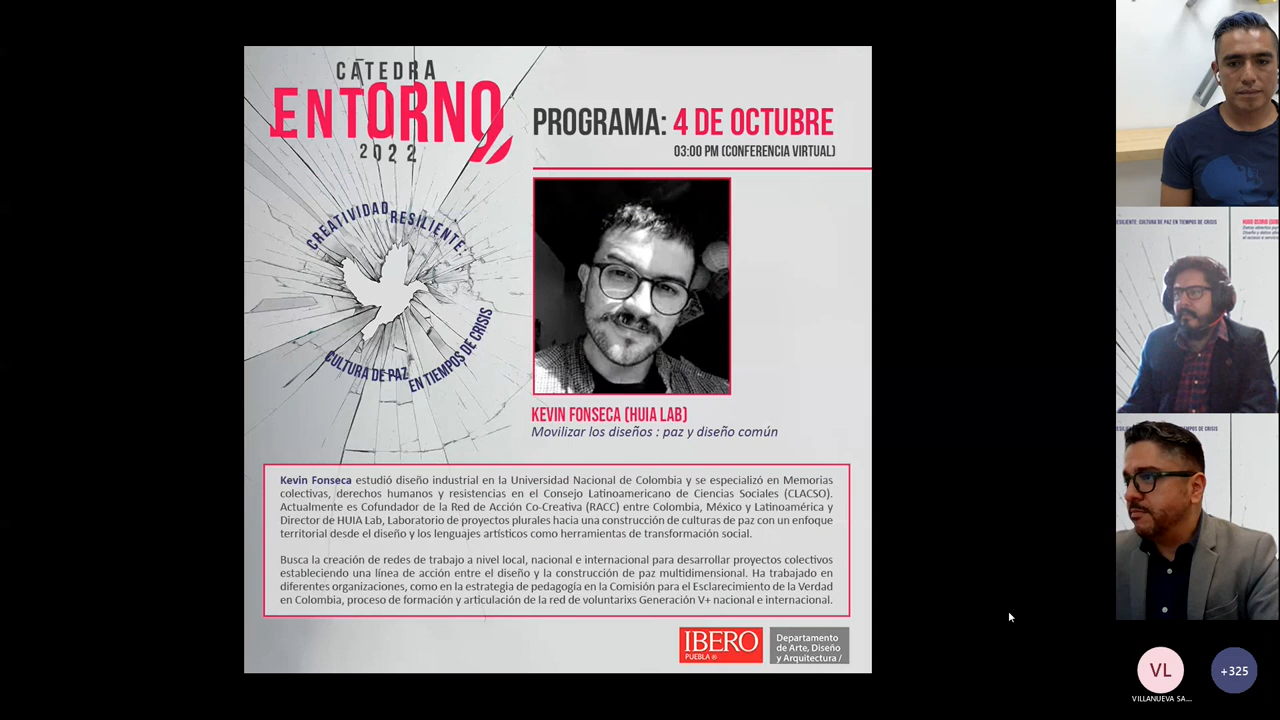 CÁTEDRA
ENTORNO
2022
PROGRAMA: 4 DE OCTUBRE
03:00 PM (CONFERENCIA VIRTUAL)
CREATIVIDAD RESILIENTE:
CULTURA DE PAZ EN TIEMPOS DE CRISIS
KEVIN FONSECA (HUIA LAB)
Movilizar los diseños : paz y diseño común
Kevin Fonseca estudió diseño industrial en la Universidad Nacional de Colombia y se especializó en Memorias
colectivas, derechos humanos y resistencias en el Consejo Latinoamericano de Ciencias Sociales (CLACSO).
Actualmente es Cofundador de la Red de Acción Co-Creativa (RACC) entre Colombia, México y Latinoamérica y
Director de HUIA Lab, Laboratorio de proyectos plurales hacia una construcción de culturas de paz con un enfoque
territorial desde el diseño y los lenguajes artísticos como herramientas de transformación social.
Busca la creación de redes de trabajo a nivel local, nacional e internacional para desarrollar proyectos colectivos
estableciendo una línea de acción entre el diseño y la construcción de paz multidimensional. Ha trabajado en
diferentes organizaciones, como en la estrategia de pedagogía en la Comisión para el Esclarecimiento de la Verdad
en Colombia, proceso de formación y articulación de la red de voluntarixs Generación V+ nacional e internacional.
IBERO
PUEBLA ®
Departamento
de Arte, Diseño
y Arquitectura /
ESILIENTE: CULTURA DE PAZ EN TIEMPOS DE CRISIS
VL
+325
VILLANUEVA SA...